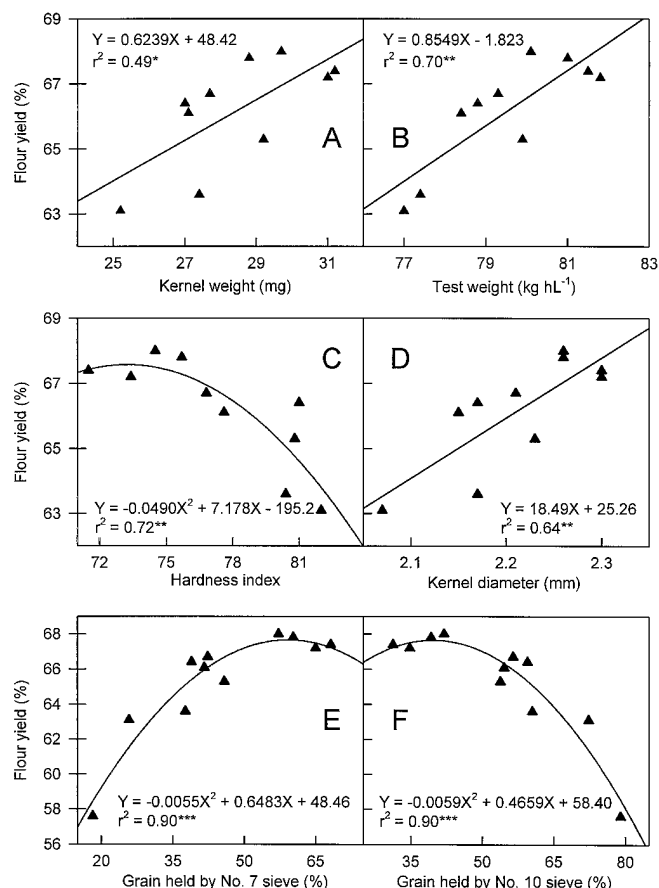 69
67
65
63
Flour yield (%)
Y = 0.6239X + 48.42
r² = 0.49*
A
25 27 29 31
Kernel weight (mg)
Y = 0.8549X - 1.823
r² = 0.70**
B
77 79 81 83
Test weight (kg hL⁻¹)
69
67
65
63
Flour yield (%)
C
Y = -0.0490X² + 7.178X - 195.2
r² = 0.72**
72 75 78 81
Hardness index
D
Y = 18.49X + 25.26
r² = 0.64**
2.1 2.2 2.3
Kernel diameter (mm)
68
66
64
62
60
58
56
Flour yield (%)
E
Y = -0.0055X² + 0.6483X + 48.46
r² = 0.90***
20 35 50 65
Grain held by No. 7 sieve (%)
F
Y = -0.0059X² + 0.4659X + 58.40
r² = 0.90***
35 50 65 80
Grain held by No. 10 sieve (%)